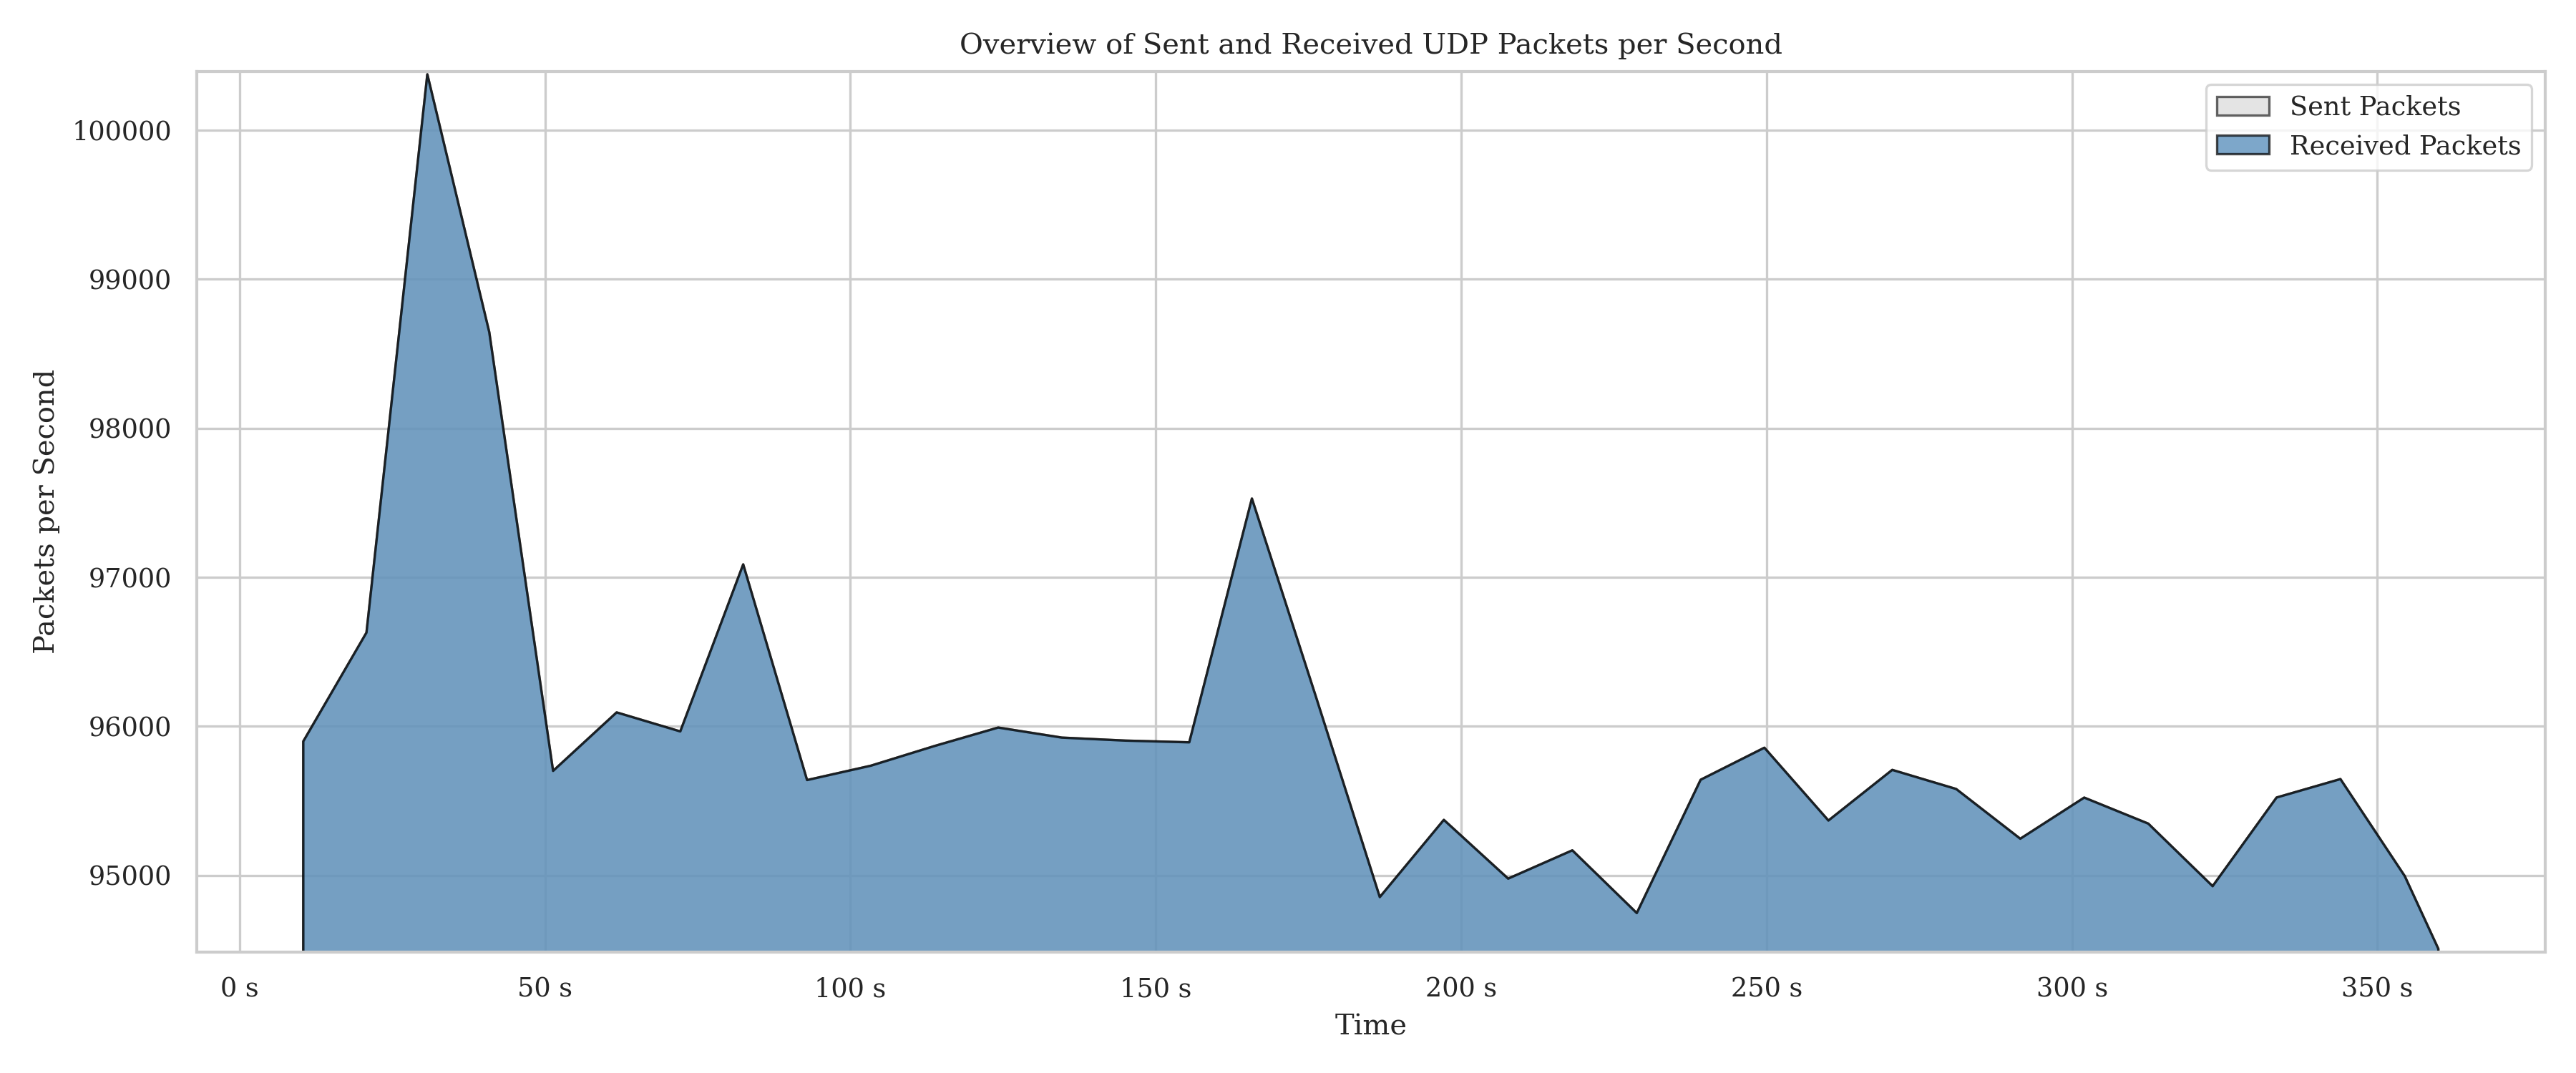 Overview of Sent and Received UDP Packets per Second
Sent Packets
Received Packets
Packets per Second
100000
99000
98000
97000
96000
95000
0 s 50 s 100 s 150 s 200 s 250 s 300 s 350 s
Time